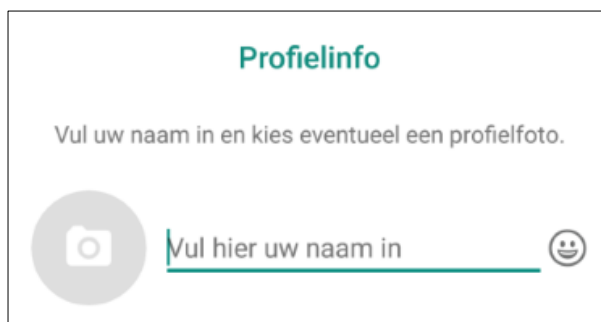 Profielinfo
Vul uw naam in en kies eventueel een profielfoto.
Vul hier uw naam in